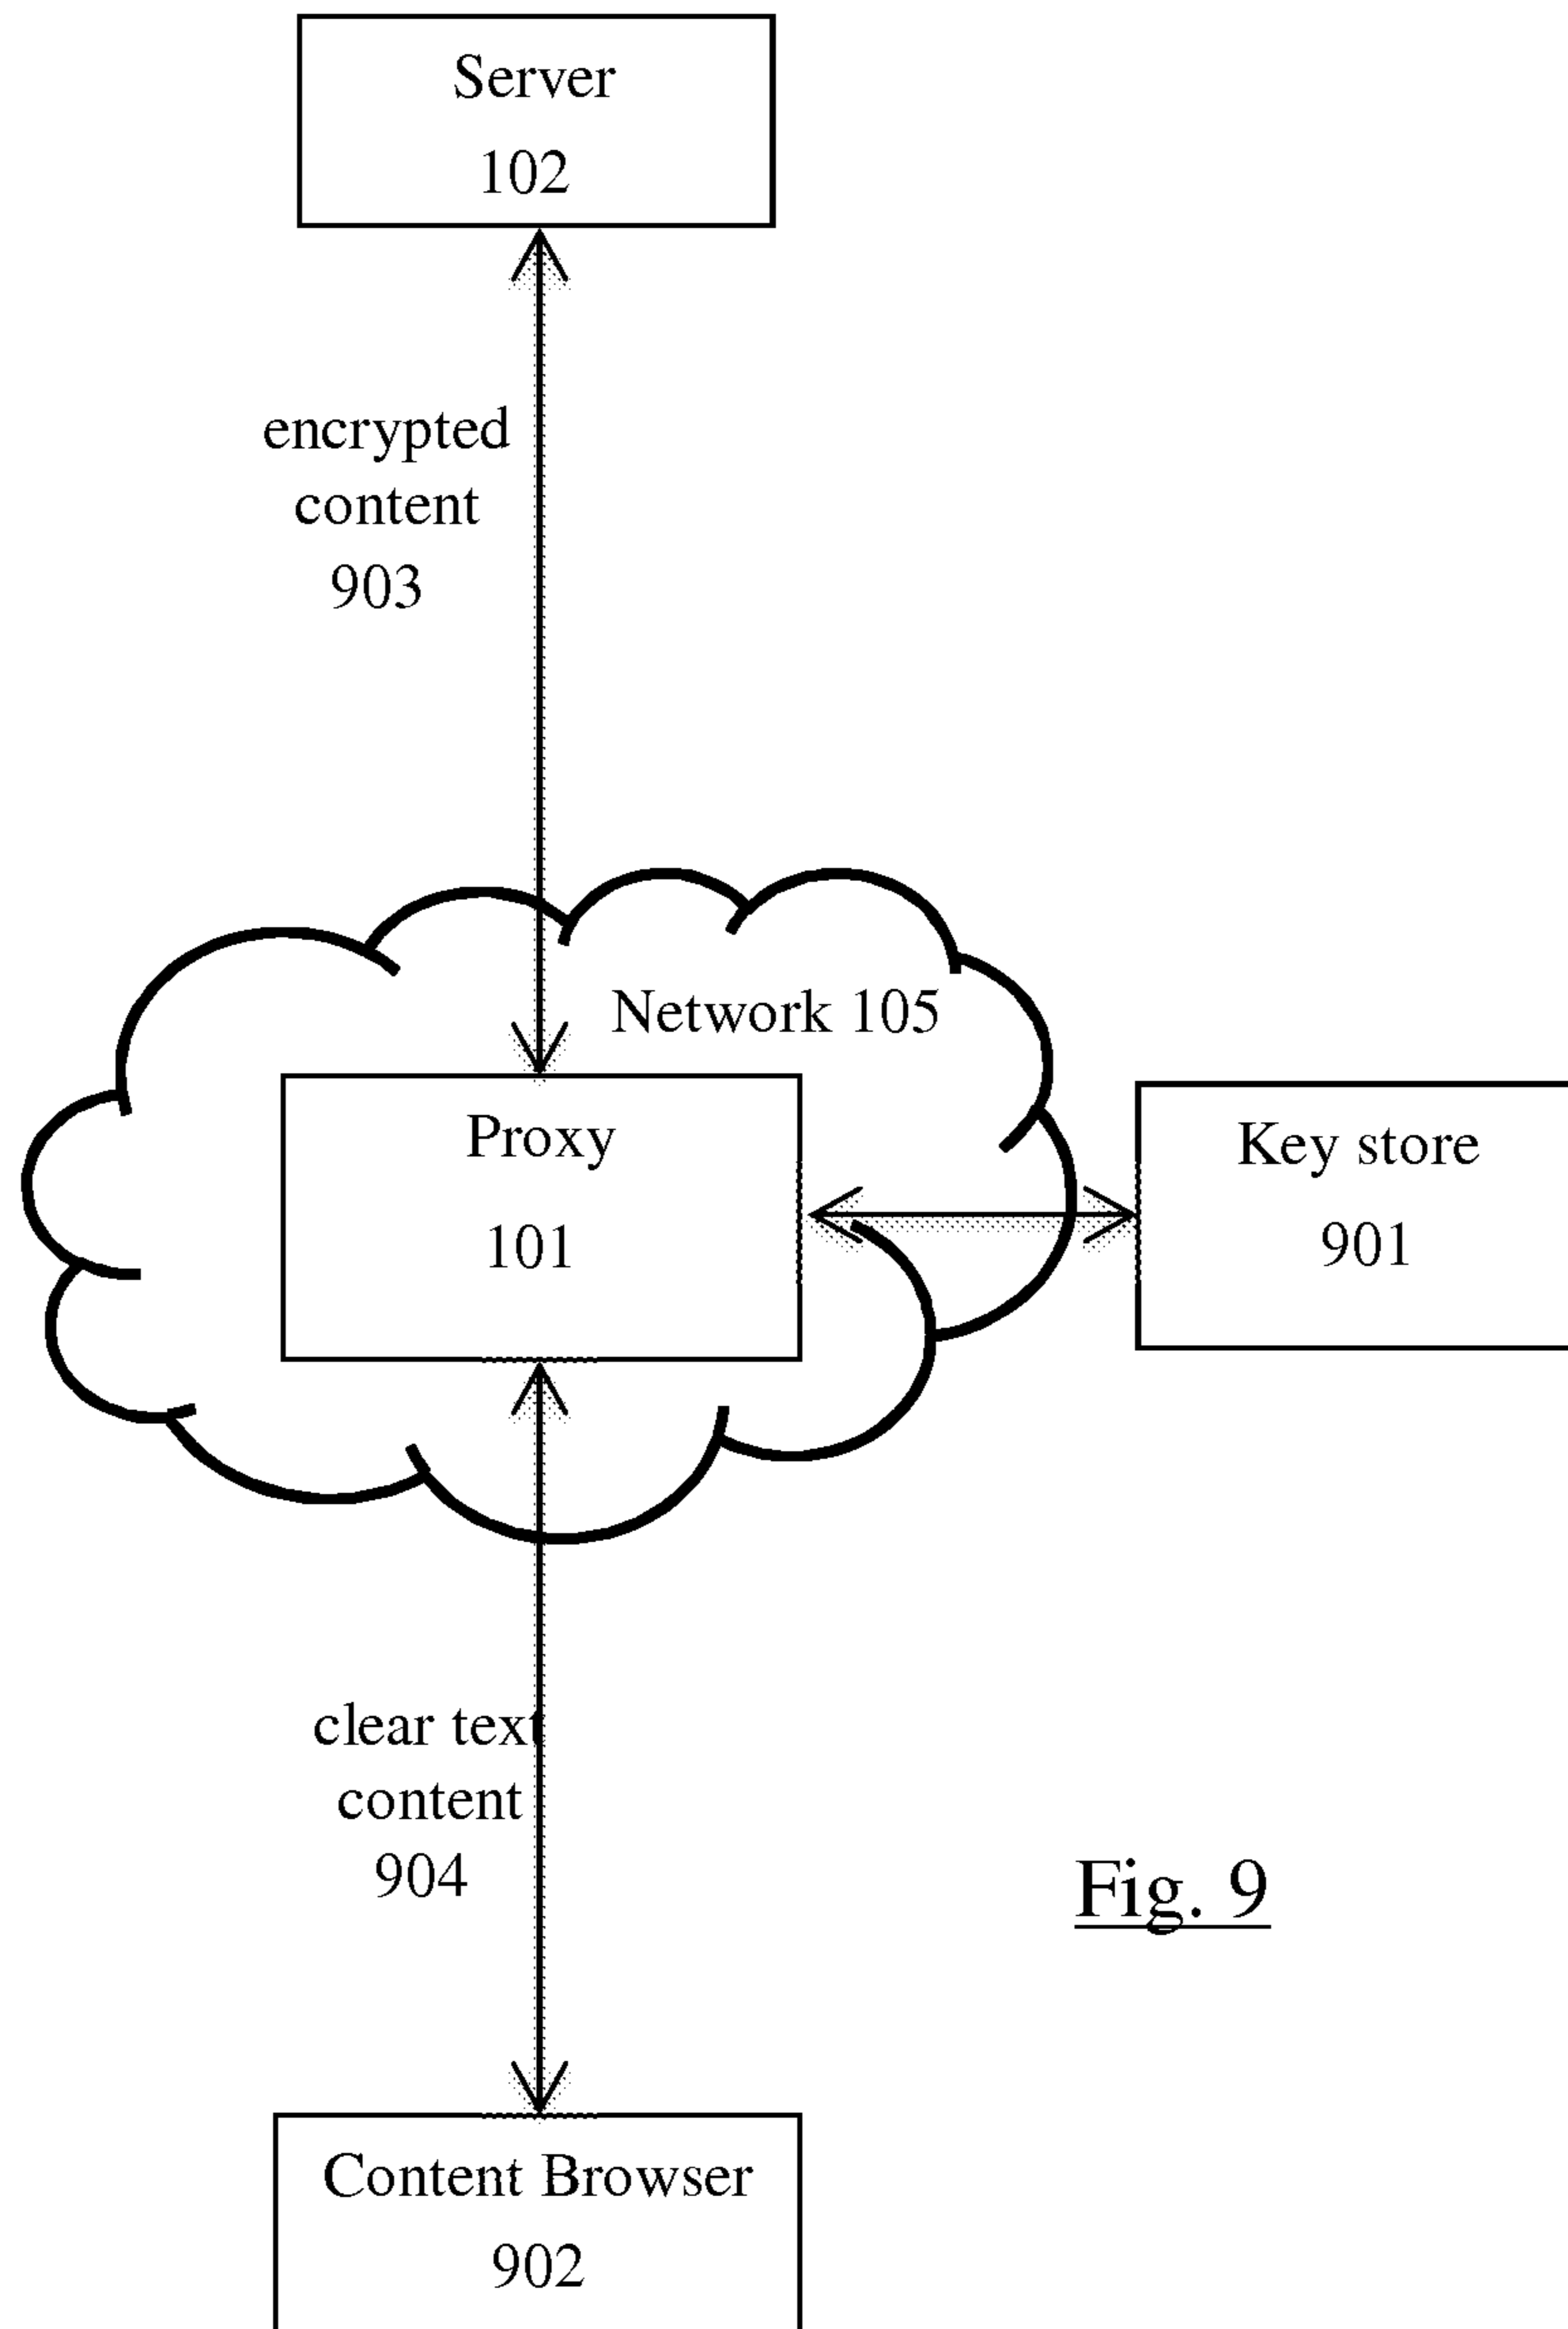 Server
102
encrypted
content
903
Network 105
Proxy
101
Key store
901
clear text
content
904
Fig. 9
Content Browser
902